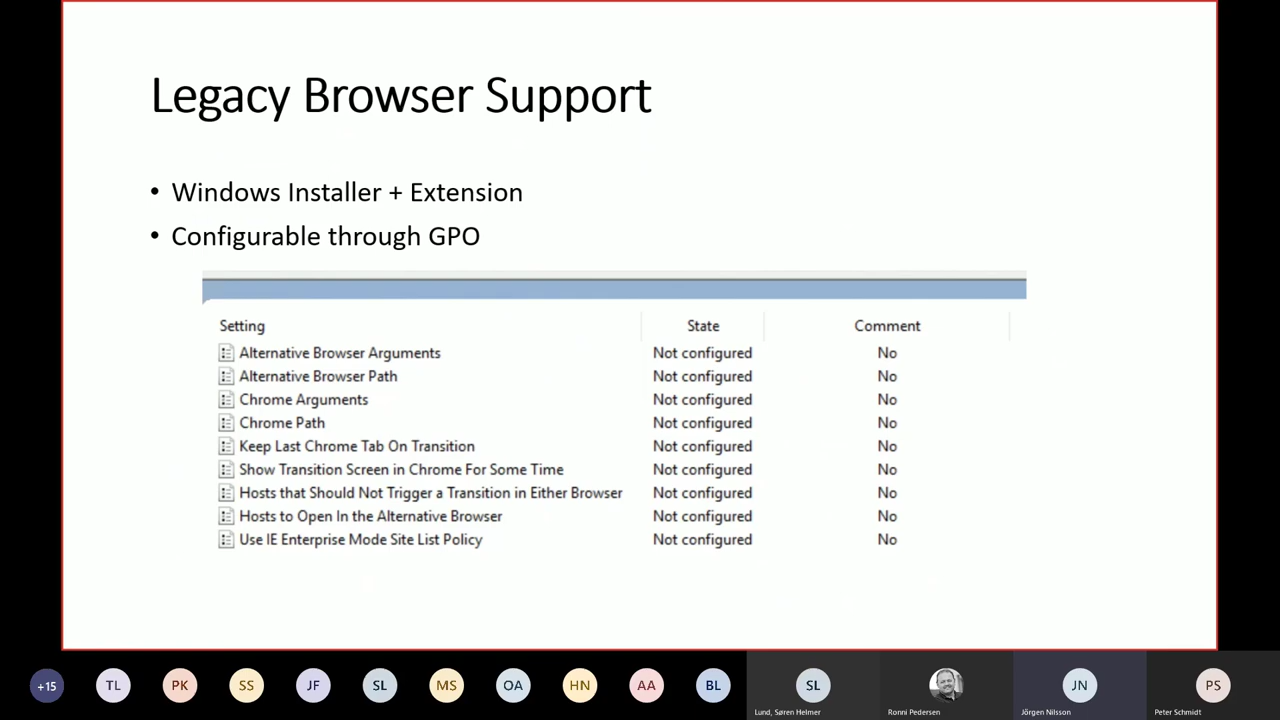 Legacy Browser Support
• Windows Installer + Extension
• Configurable through GPO
Setting State Comment
Alternative Browser Arguments Not configured No
Alternative Browser Path Not configured No
Chrome Arguments Not configured No
Chrome Path Not configured No
Keep Last Chrome Tab On Transition Not configured No
Show Transition Screen in Chrome For Some Time Not configured No
Hosts that Should Not Trigger a Transition in Either Browser Not configured No
Hosts to Open In the Alternative Browser Not configured No
Use IE Enterprise Mode Site List Policy Not configured No
+15 TL PK SS JF SL MS OA HN AA BL SL JN PS
Lund, Søren Helmer Ronni Pedersen Jörgen Nilsson Peter Schmidt